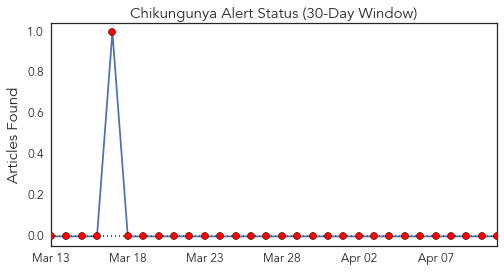 Chikungunya Alert Status (30-Day Window)
Articles Found
1.0
0.8
0.6
0.4
0.2
0.0
Mar 13 Mar 18 Mar 23 Mar 28 Apr 02 Apr 07